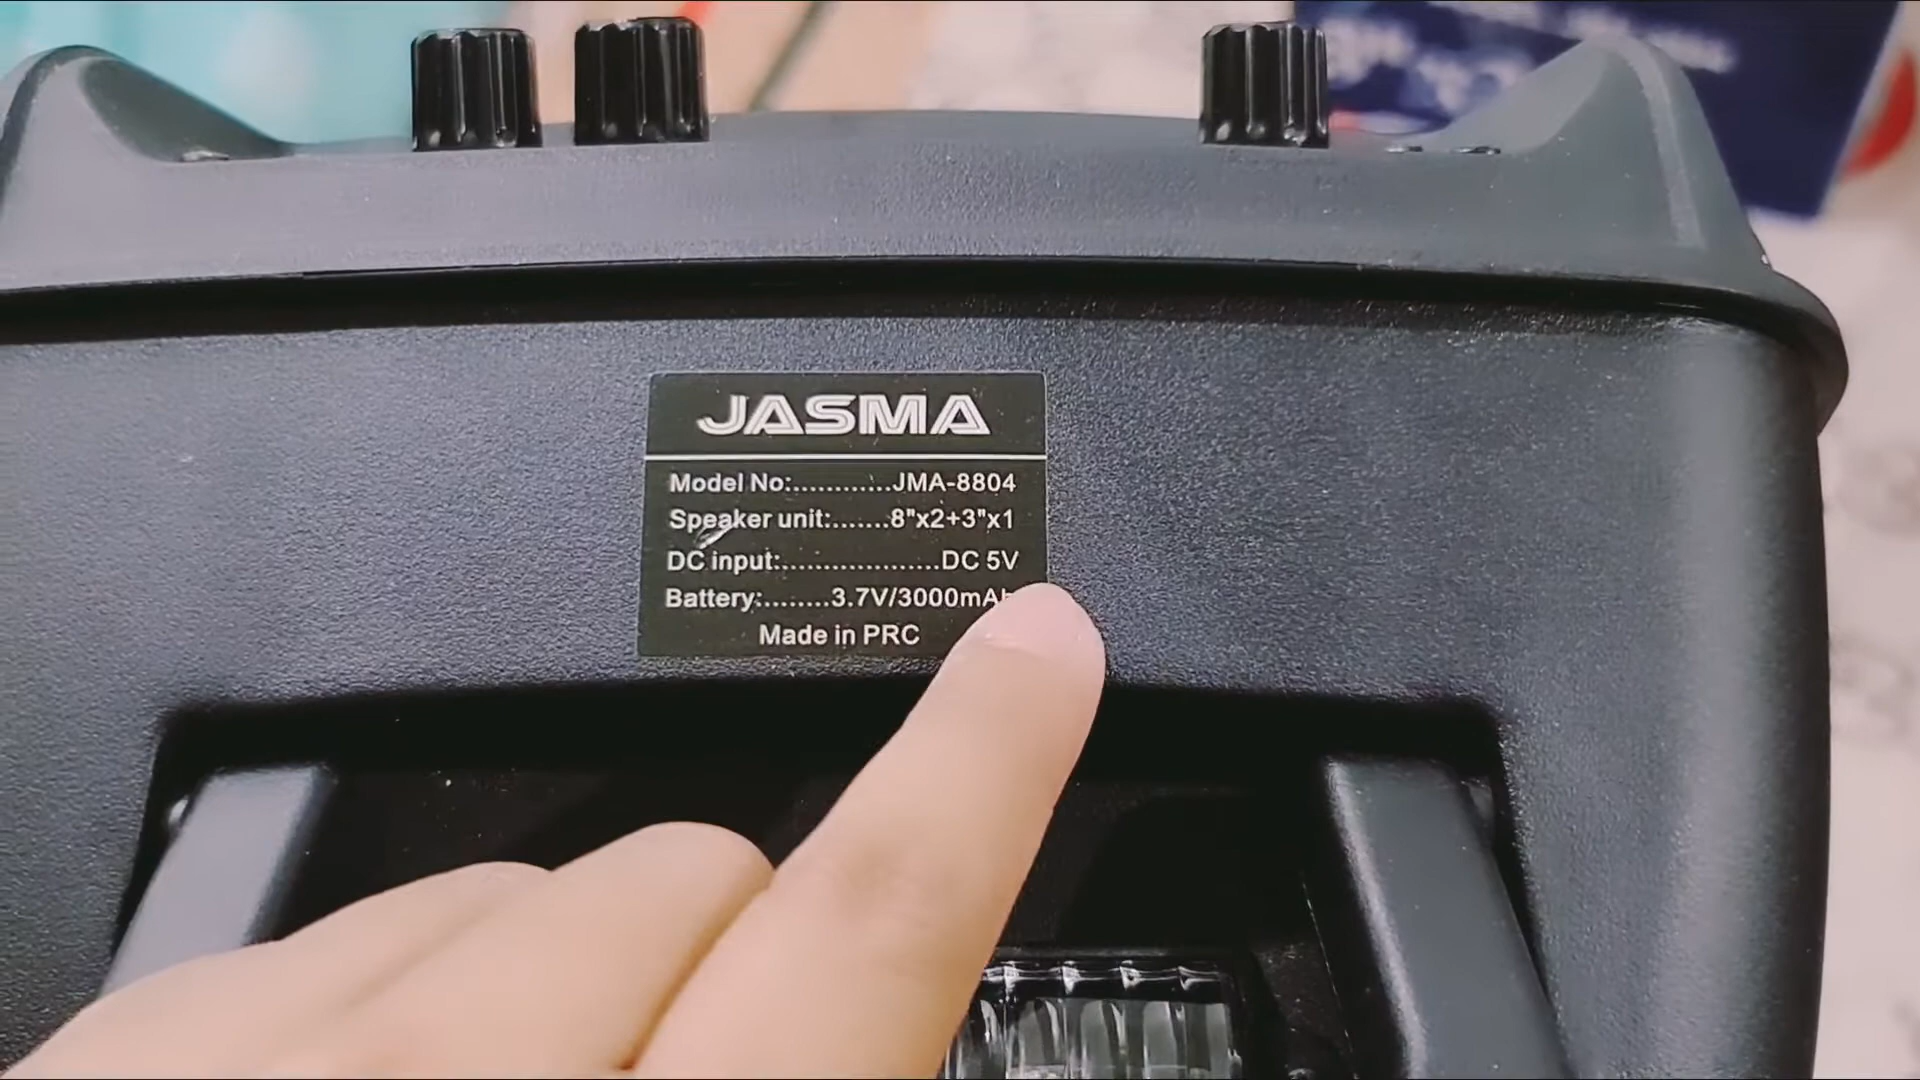 JASMA
Model No:............JMA-8804
Speaker unit:.......8"x2+3"x1
DC input:...................DC 5V
Battery:........3.7V/3000mAh
Made in PRC